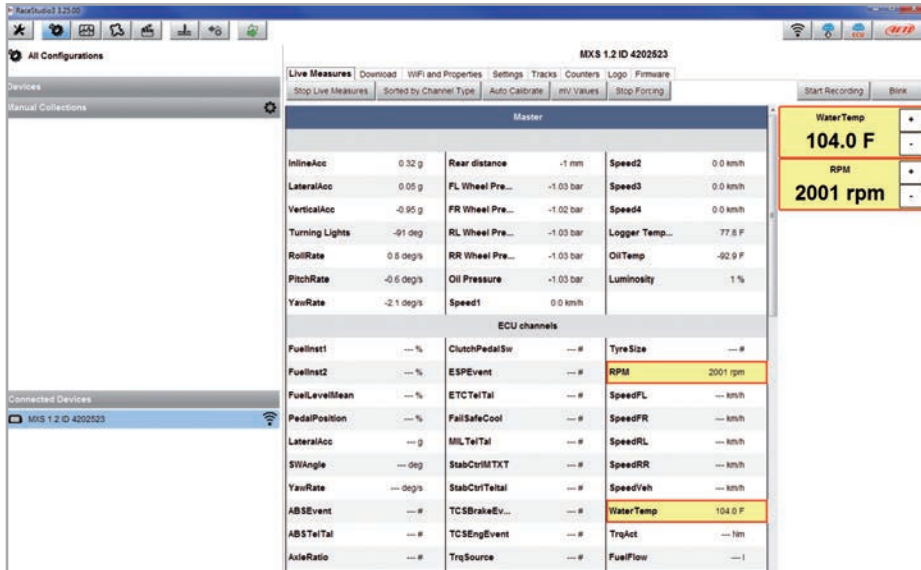 RaceStudio3 3.25.00
All Configurations
MXS 1.2 ID 4202523
Live Measures Download WiFi and Properties Settings Tracks Counters Logo Firmware
Devices
Stop Live Measures Sorted by Channel Type Auto Calibrate mV Values Stop Forcing Start Recording Blink
Manual Collections
Master
WaterTemp +
104.0 F -
RPM +
2001 rpm -
InlineAcc 0.32 g Rear distance -1 mm Speed2 0.0 km/h
LateralAcc 0.05 g FL Wheel Pre... -1.03 bar Speed3 0.0 km/h
VerticalAcc -0.95 g FR Wheel Pre... -1.02 bar Speed4 0.0 km/h
Turning Lights -91 deg RL Wheel Pre... -1.03 bar Logger Temp... 77.8 F
RollRate 0.8 deg/s RR Wheel Pre... -1.03 bar OilTemp -92.9 F
PitchRate -0.6 deg/s Oil Pressure -1.03 bar Luminosity 1 %
YawRate -2.1 deg/s Speed1 0.0 km/h
ECU channels
FuelInst1 --- % ClutchPedalSw --- # TyreSize --- #
FuelInst2 --- % ESPEvent --- # RPM 2001 rpm
FuelLevelMean --- % ETCTelTal --- # SpeedFL --- km/h
PedalPosition --- % FailSafeCool --- # SpeedFR --- km/h
LateralAcc --- g MILTelTal --- # SpeedRL --- km/h
SWAngle --- deg StabCtrlMTXT --- # SpeedRR --- km/h
YawRate --- deg/s StabCtrlTeltal --- # SpeedVeh --- km/h
ABSEvent --- # TCSBrakeEv... --- # WaterTemp 104.0 F
ABSTelTal --- # TCSEngEvent --- # TrqAct --- Nm
AxleRatio --- # TrqSource --- # FuelFlow --- l
Connected Devices
MXS 1.2 ID 4202523
ECU